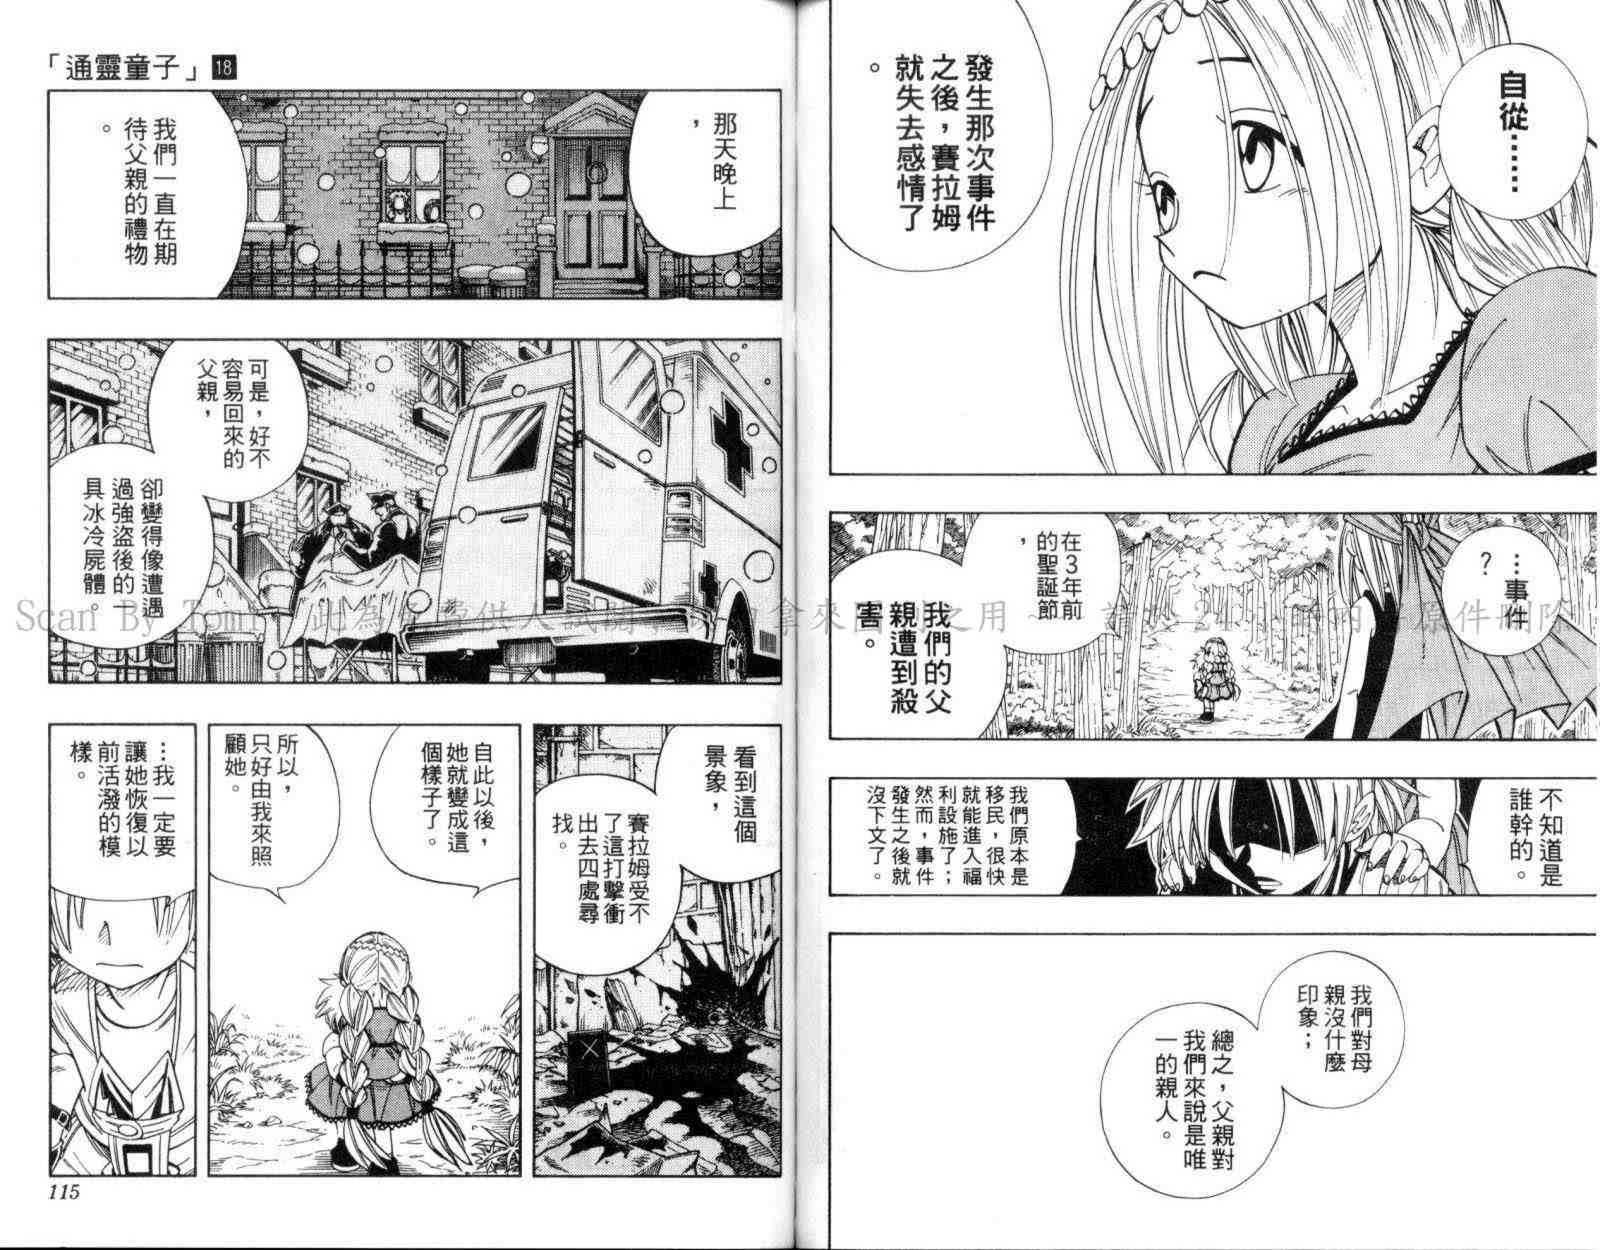 自從……
發生那次事件
之後，賽拉姆
就失去感情了
。
…事件
？
在3年前
的聖誕節
，
我們的父
親遭到殺
害。
不知道是
誰幹的。
我們原本是
移民，很快
就能進入福
利設施了；
然而，事件
發生之後就
沒下文了。
我們對母
親沒什麼
印象；
總之，父親對
我們來說是唯
一的親人。
「通靈童子」18
那天晚上
，
我們一直在期
待父親的禮物
。
可是，好不
容易回來的
父親，
卻變得像遭遇
過強盜後的一
具冰冷屍體。
看到這個
景象，
賽拉姆受不
了這打擊衝
出去四處尋
找。
自此以後，
她就變成這
個樣子了。
所以，
只好由我來照
顧她。
…我一定要
讓她恢復以
前活潑的模
樣。
115
Scan By Tom